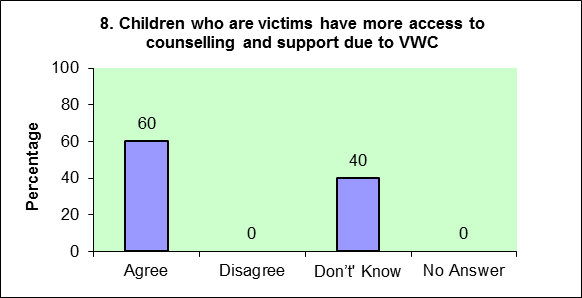 8. Children who are victims have more access to
counselling and support due to VWC
Percentage
100
80
60
40
20
0
60
0
40
0
Agree
Disagree
Don't' Know
No Answer